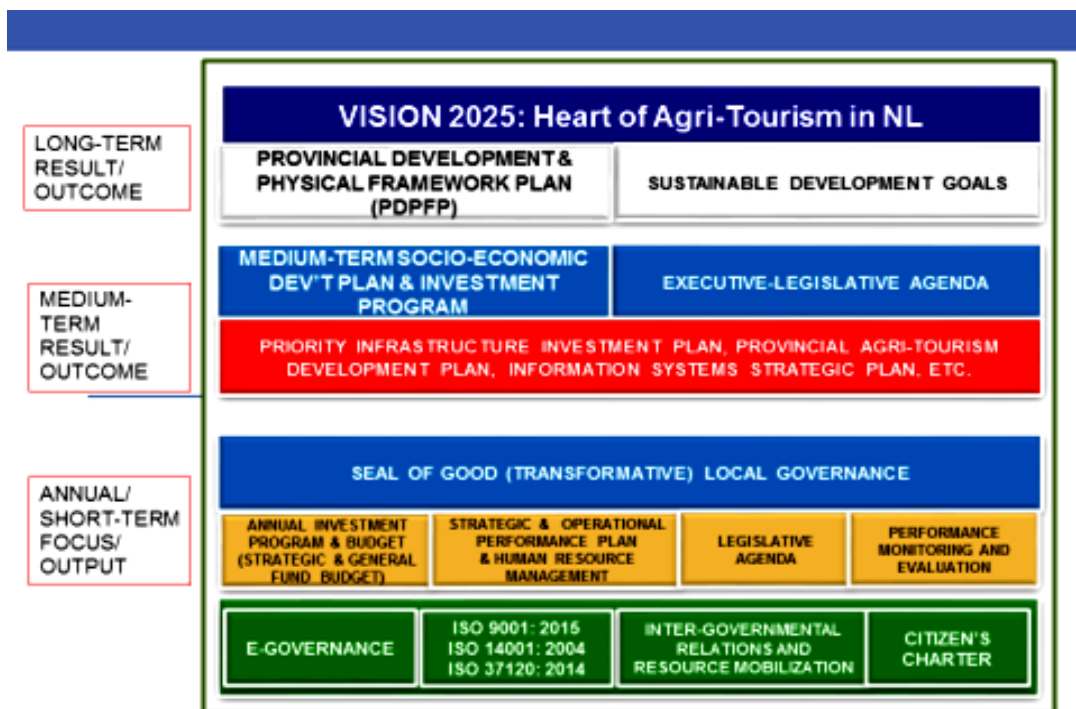 VISION 2025: Heart of Agri-Tourism in NL
LONG-TERM
RESULT/
OUTCOME
PROVINCIAL DEVELOPMENT &
PHYSICAL FRAMEWORK PLAN
(PDPFP)
SUSTAINABLE DEVELOPMENT GOALS
MEDIUM-
TERM
RESULT/
OUTCOME
MEDIUM-TERM SOCIO-ECONOMIC
DEV'T PLAN & INVESTMENT
PROGRAM
EXECUTIVE-LEGISLATIVE AGENDA
PRIORITY INFRASTRUCTURE INVESTMENT PLAN, PROVINCIAL AGRI-TOURISM
DEVELOPMENT PLAN, INFORMATION SYSTEMS STRATEGIC PLAN, ETC.
ANNUAL/
SHORT-TERM
FOCUS/
OUTPUT
SEAL OF GOOD (TRANSFORMATIVE) LOCAL GOVERNANCE
ANNUAL INVESTMENT
PROGRAM & BUDGET
(STRATEGIC & GENERAL
FUND BUDGET)
STRATEGIC & OPERATIONAL
PERFORMANCE PLAN
& HUMAN RESOURCE
MANAGEMENT
LEGISLATIVE
AGENDA
PERFORMANCE
MONITORING AND
EVALUATION
E-GOVERNANCE
ISO 9001: 2015
ISO 14001: 2004
ISO 37120: 2014
INTER-GOVERNMENTAL
RELATIONS AND
RESOURCE MOBILIZATION
CITIZEN'S
CHARTER